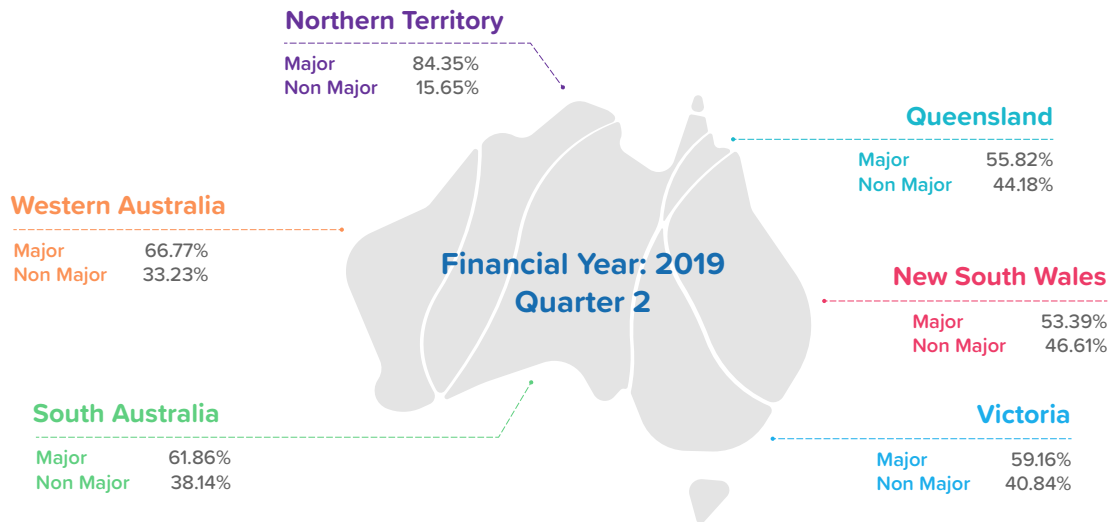 Northern Territory
Major 84.35%
Non Major 15.65%
Queensland
Major 55.82%
Non Major 44.18%
Western Australia
Major 66.77%
Non Major 33.23%
Financial Year: 2019
Quarter 2
New South Wales
Major 53.39%
Non Major 46.61%
South Australia
Major 61.86%
Non Major 38.14%
Victoria
Major 59.16%
Non Major 40.84%